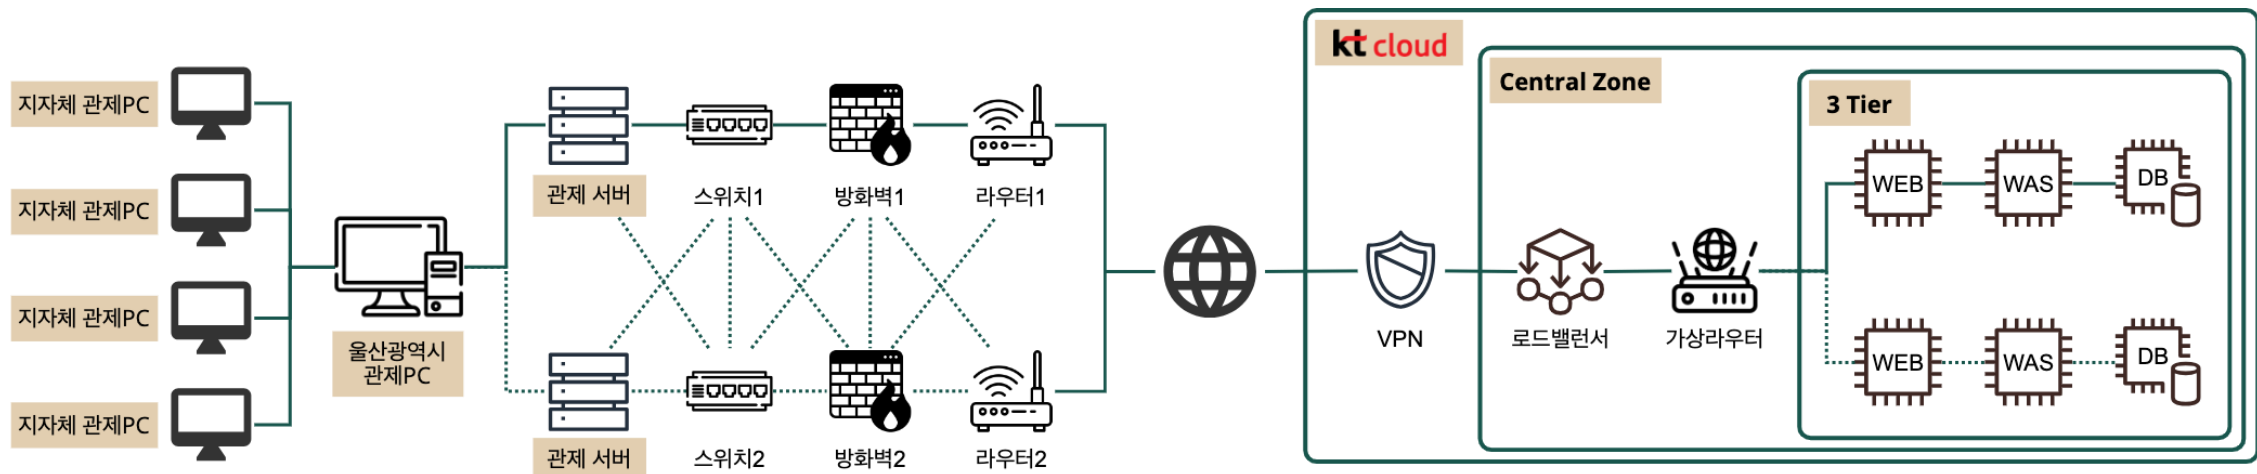 지자체 관제PC
지자체 관제PC
지자체 관제PC
지자체 관제PC
울산광역시
관제PC
관제 서버
스위치1
방화벽1
라우터1
관제 서버
스위치2
방화벽2
라우터2
kt cloud
VPN
Central Zone
로드밸런서
가상라우터
3 Tier
WEB
WAS
DB
WEB
WAS
DB